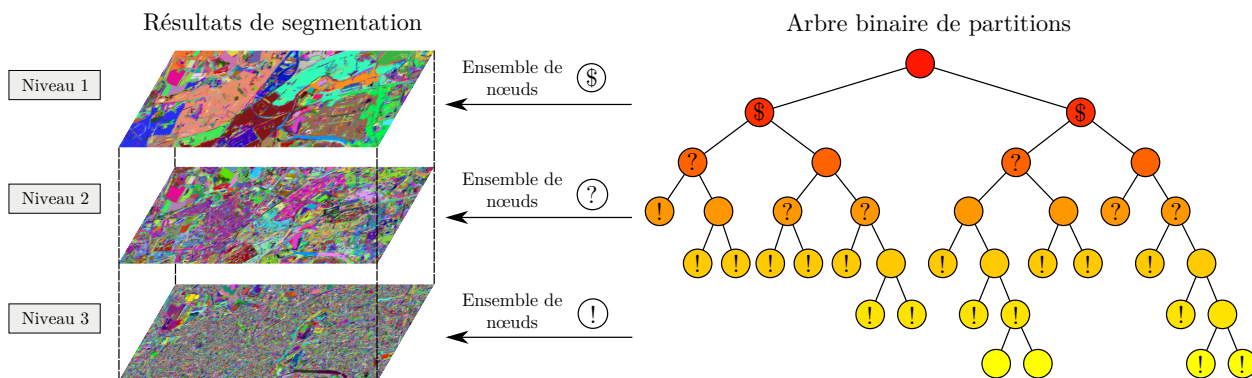 Résultats de segmentation
Arbre binaire de partitions
Niveau 1
Ensemble de
nœuds $
$ $
? ?
Niveau 2
Ensemble de
nœuds ?
! ? ? ? ?
! ! ! ! ! ! ! ! !
Niveau 3
Ensemble de
nœuds !
! ! ! ! !
! !